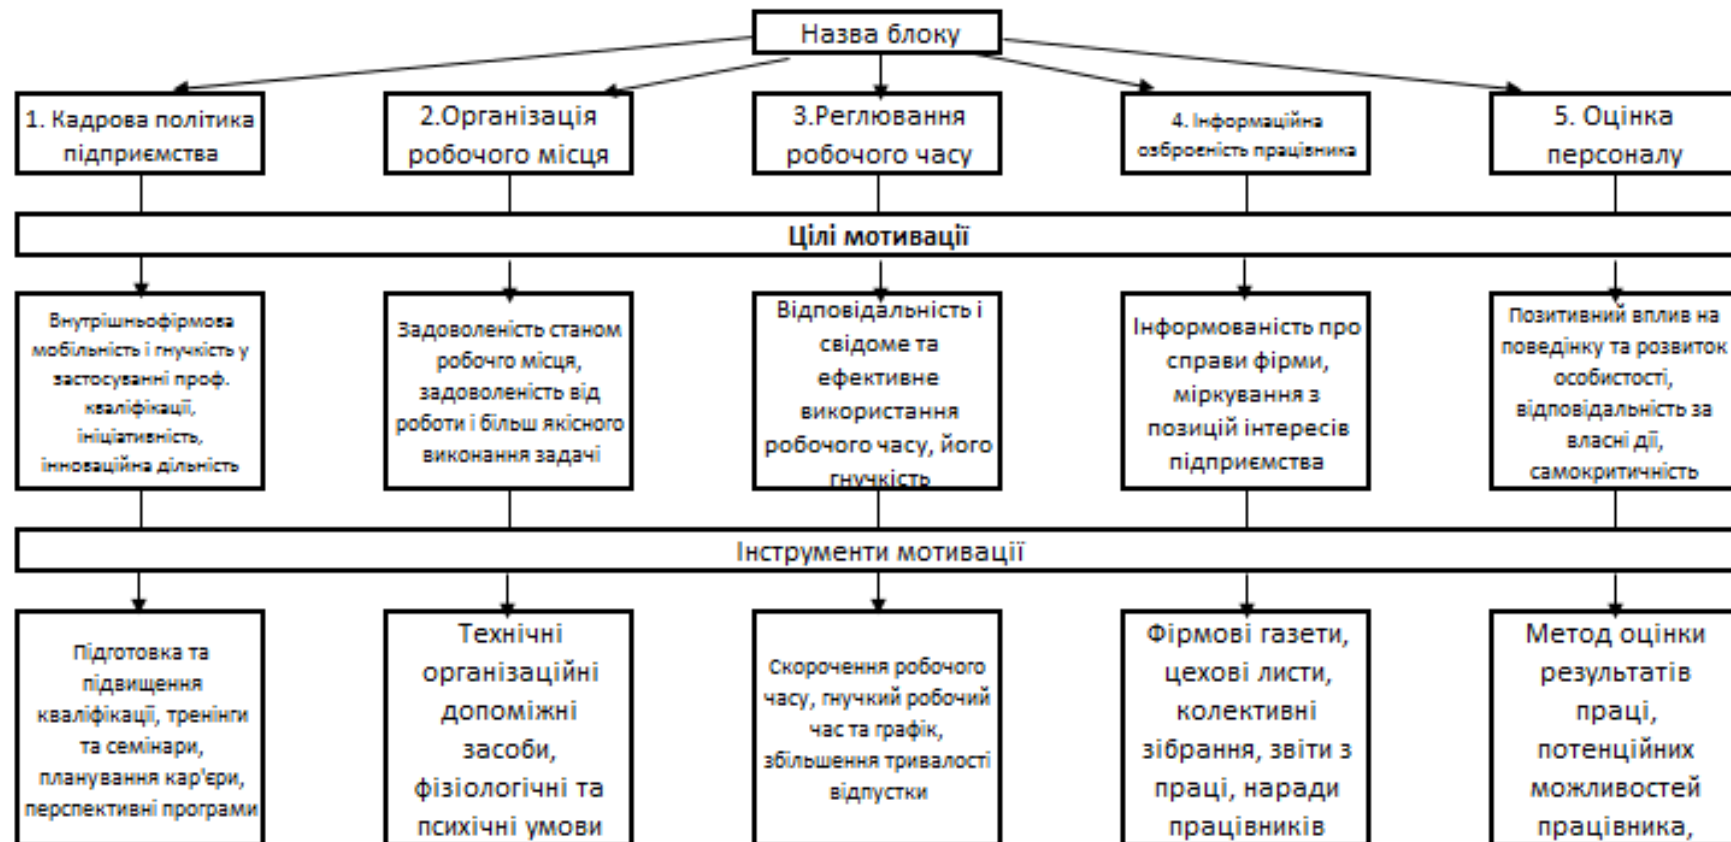 Назва блоку
1. Кадрова політика
підприємства
2.Організація
робочого місця
3.Реглювання
робочого часу
4. Інформаційна
озброєність працівника
5. Оцінка
персоналу
Цілі мотивації
Внутрішньофірмова
мобільність і гнучкість у
застосуванні проф.
кваліфікації,
ініціативність,
інноваційна дільність
Задоволеність станом
робочго місця,
задоволеність від
роботи і більш якісного
виконання задачі
Відповідальність і
свідоме та
ефективне
використання
робочого часу, його
гнучкість
Інформованість про
справи фірми,
міркування з
позицій інтересів
підприємства
Позитивний вплив на
поведінку та розвиток
особистості,
відповідальність за
власні дії,
самокритичність
Інструменти мотивації
Підготовка та
підвищення
кваліфікації, тренінги
та семінари,
планування кар'єри,
перспективні програми
Технічні
організаційні
допоміжні
засоби,
фізіологічні та
психічні умови
Скорочення робочого
часу, гнучкий робочий
час та графік,
збільшення тривалості
відпустки
Фірмові газети,
цехові листи,
колективні
зібрання, звіти з
праці, наради
працівників
Метод оцінки
результатів
праці,
потенційних
можливостей
працівника,